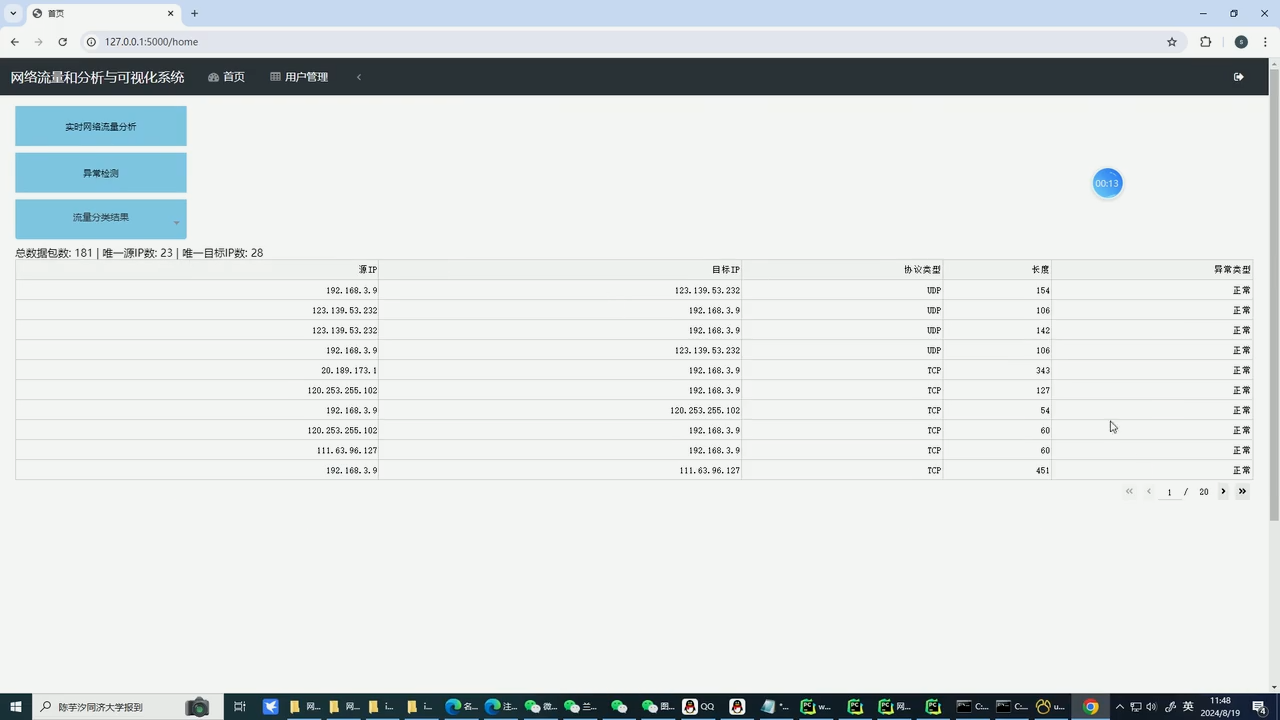 首页
127.0.0.1:5000/home
网络流量和分析与可视化系统 首页 用户管理
实时网络流量分析
00:13
异常检测
流量分类结果
总数据包数: 181 | 唯一源IP数: 23 | 唯一目标IP数: 28
源IP 目标IP 协议类型 长度 异常类型
192.168.3.9 123.139.53.232 UDP 154 正常
123.139.53.232 192.168.3.9 UDP 106 正常
123.139.53.232 192.168.3.9 UDP 142 正常
192.168.3.9 123.139.53.232 UDP 106 正常
20.189.173.1 192.168.3.9 TCP 343 正常
120.253.255.102 192.168.3.9 TCP 127 正常
192.168.3.9 120.253.255.102 TCP 54 正常
120.253.255.102 192.168.3.9 TCP 60 正常
111.63.96.127 192.168.3.9 TCP 60 正常
192.168.3.9 111.63.96.127 TCP 451 正常
1 / 20
陈芋汐同济大学报到 网... 网... i... i... 名... 注... 微... 兰... 图... QQ w... 网... C... C... u... 英 11:48
2024/8/19